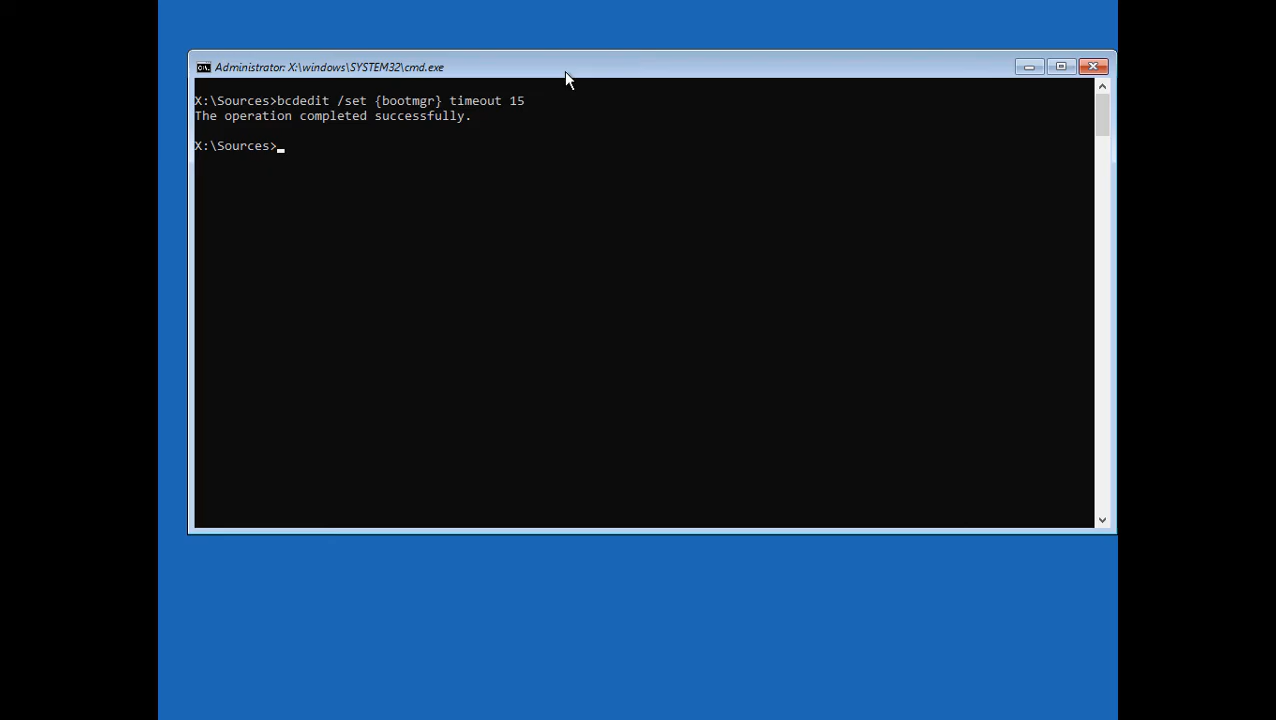 Administrator: X:\windows\SYSTEM32\cmd.exe
X:\Sources>bcdedit /set {bootmgr} timeout 15
The operation completed successfully.
X:\Sources>